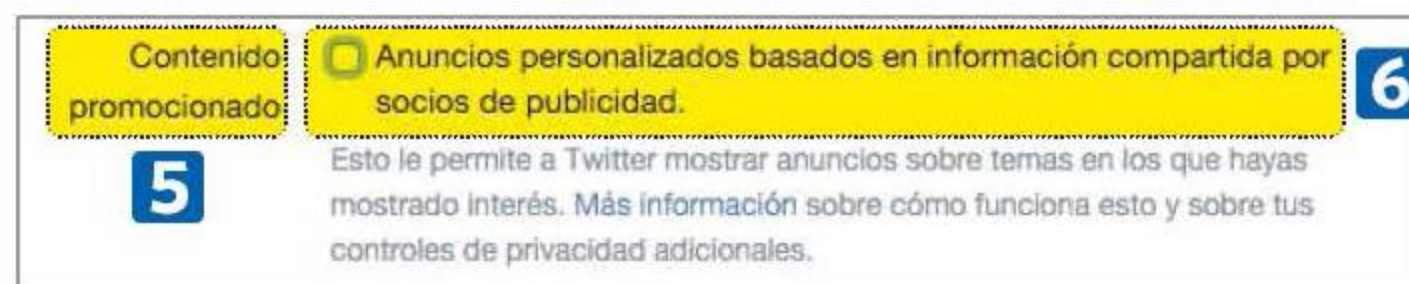 Contenido
promocionado
5
Anuncios personalizados basados en información compartida por
socios de publicidad.
6
Esto le permite a Twitter mostrar anuncios sobre temas en los que hayas
mostrado interés. Más información sobre cómo funciona esto y sobre tus
controles de privacidad adicionales.